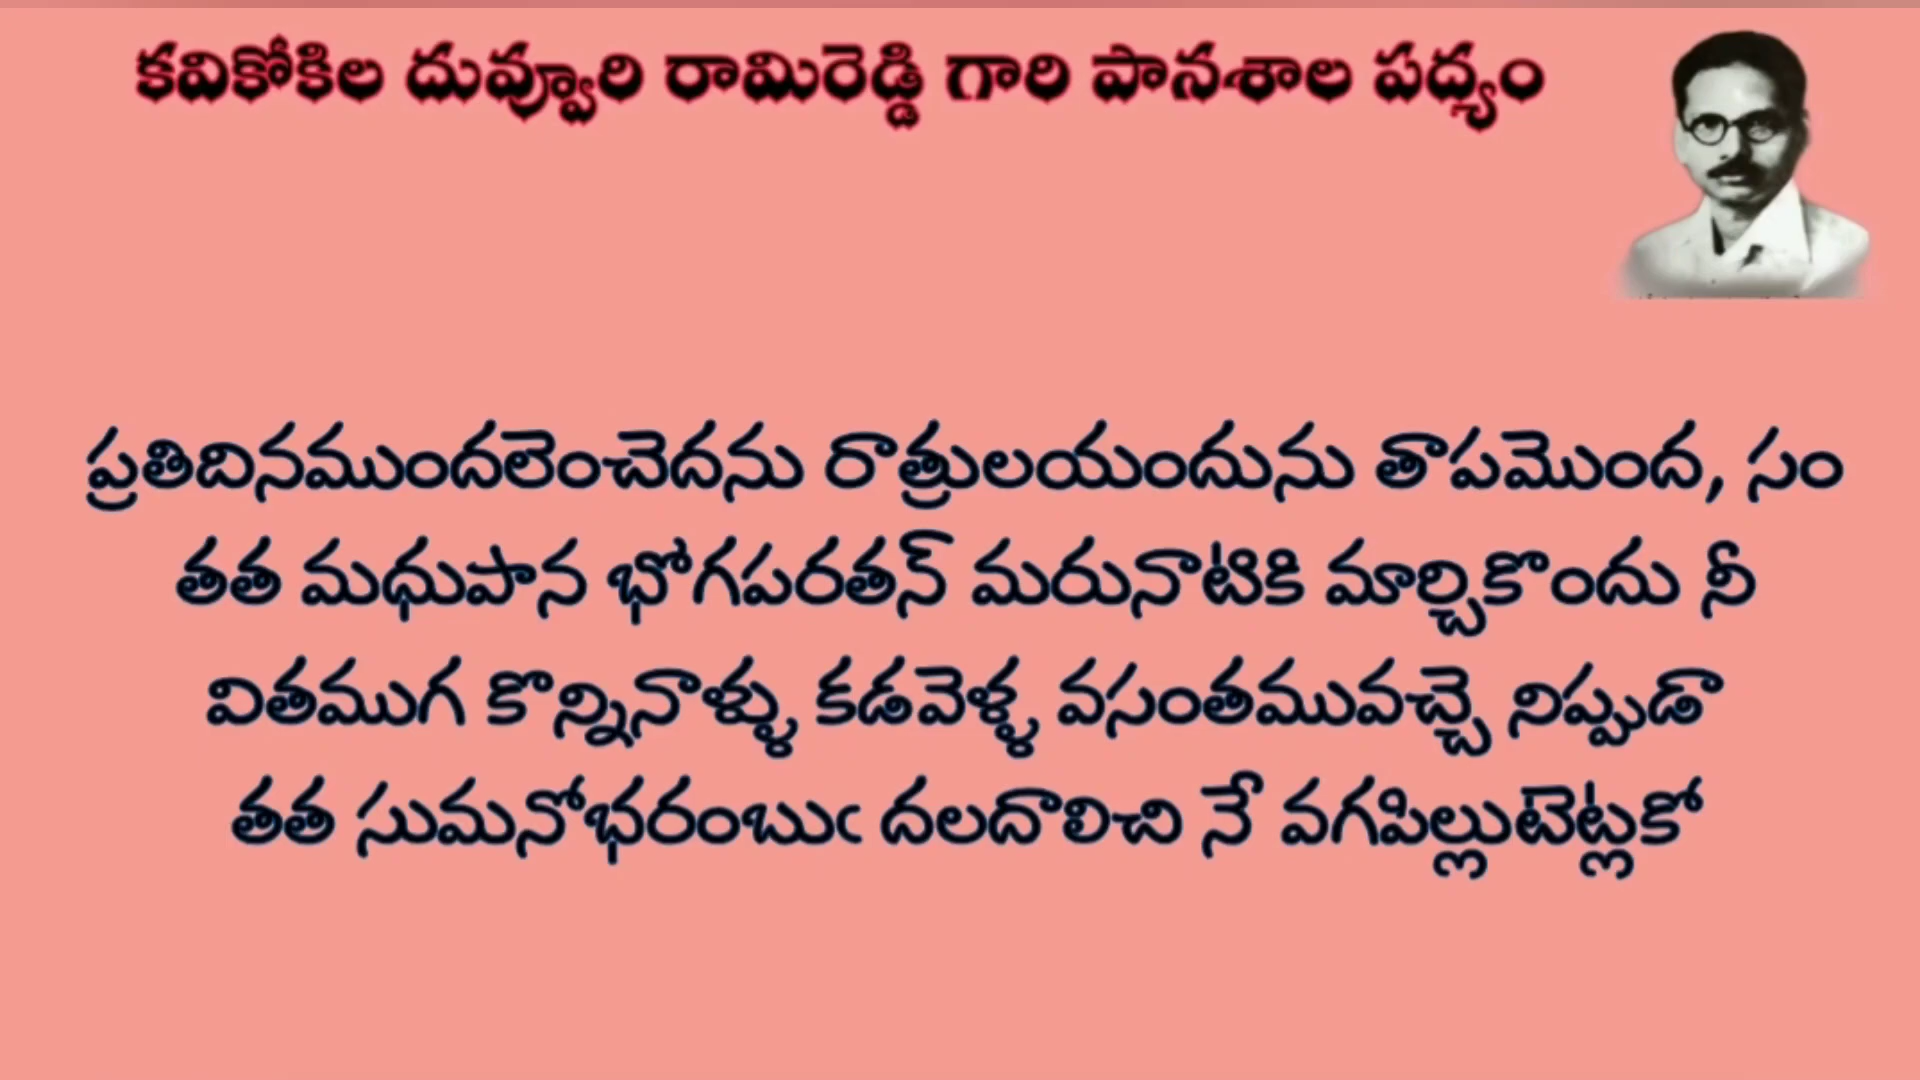 కవికోకిల దువ్వూరి రామిరెడ్డి గారి పానశాల పద్యం
ప్రతిదినముందలెంచెదను రాత్రులయందును తాపమొంద, సం
తత మధుపాన భోగపరతన్ మరునాటికి మార్చికొందు నీ
వితముగ కొన్నినాళ్ళు కడవెళ్ళ వసంతమువచ్చె నిప్పుడా
తత సుమనోభరంబుఁ దలదాలిచి నే వగపిల్లుటెట్లకో